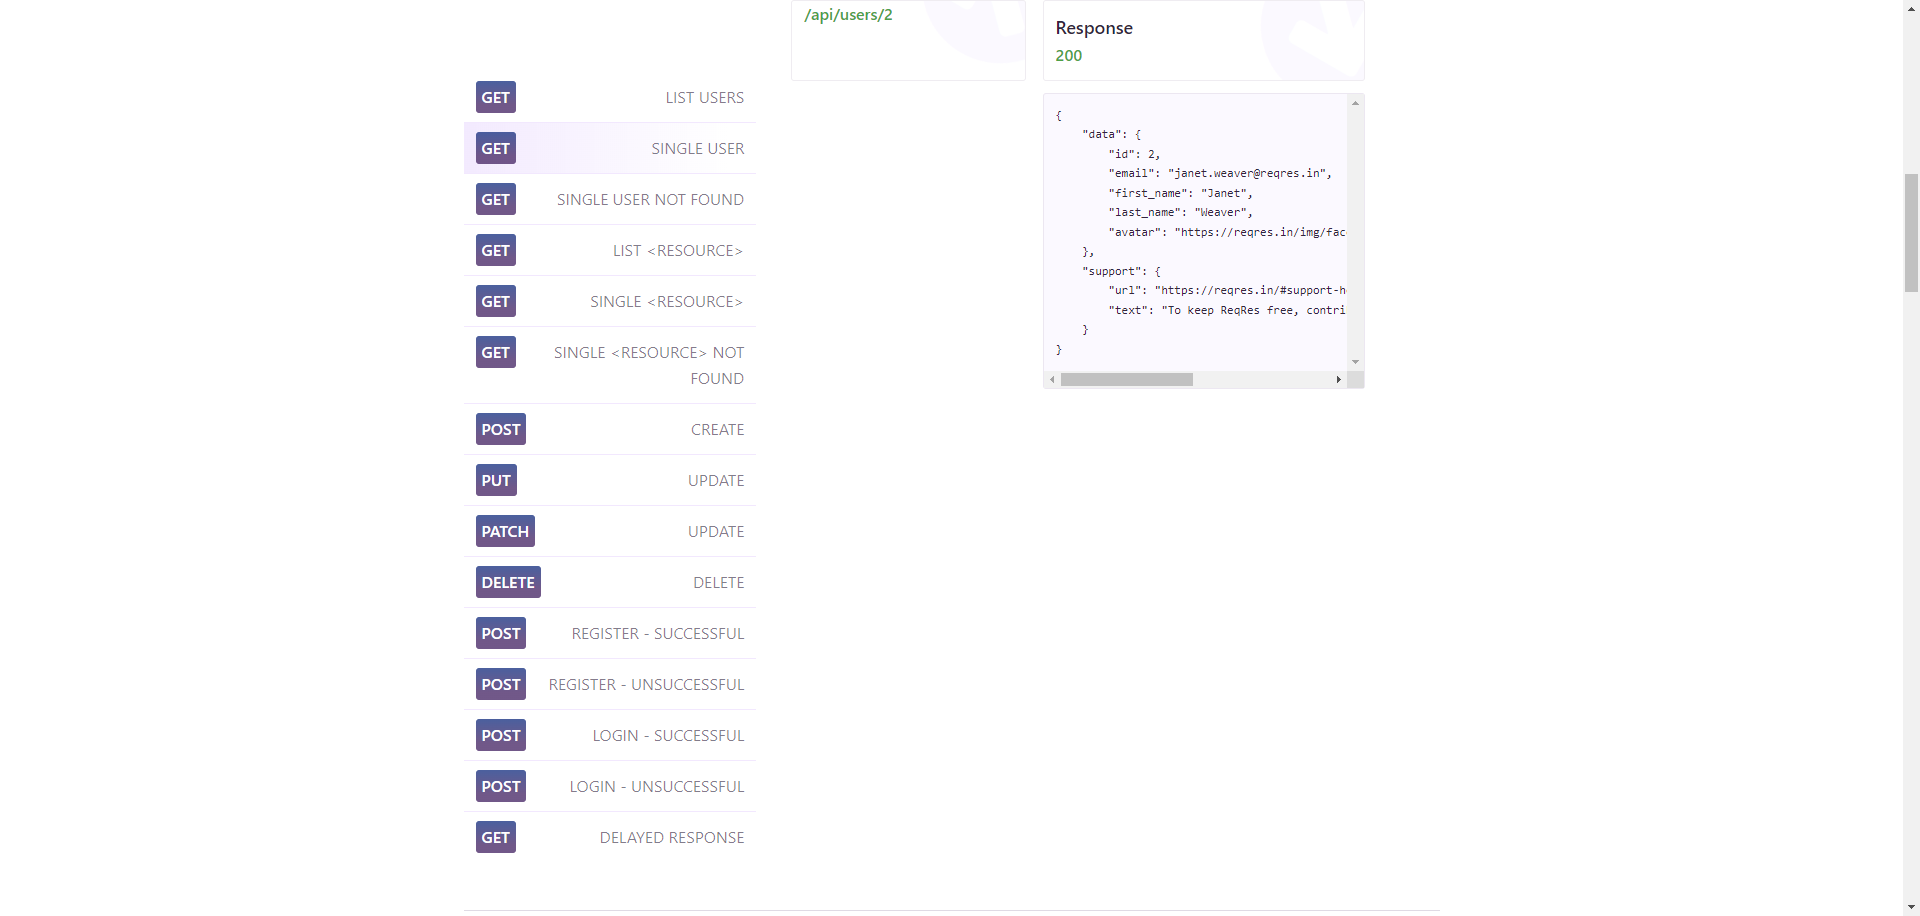 /api/users/2
Response
200
GET LIST USERS
GET SINGLE USER
GET SINGLE USER NOT FOUND
GET LIST <RESOURCE>
GET SINGLE <RESOURCE>
GET SINGLE <RESOURCE> NOT
FOUND
POST CREATE
PUT UPDATE
PATCH UPDATE
DELETE DELETE
POST REGISTER - SUCCESSFUL
POST REGISTER - UNSUCCESSFUL
POST LOGIN - SUCCESSFUL
POST LOGIN - UNSUCCESSFUL
GET DELAYED RESPONSE
{
"data": {
"id": 2,
"email": "janet.weaver@reqres.in",
"first_name": "Janet",
"last_name": "Weaver",
"avatar": "https://reqres.in/img/fac
},
"support": {
"url": "https://reqres.in/#support-h
"text": "To keep ReqRes free, contri
}
}